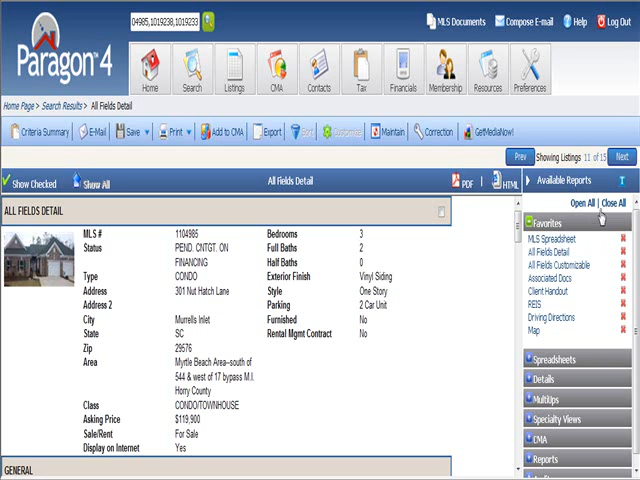 04985,1019238,1019233
MLS Documents Compose E-mail Help Log Out
Paragon™ 4
Home Search Listings CMA Contacts Tax Financials Membership Resources Preferences
Home Page > Search Results > All Fields Detail
Criteria Summary E-Mail Save Print Add to CMA Export Sort Customize Maintain Correction GetMediaNow!
Prev Showing Listings 11 of 15 Next
Show Checked Show All All Fields Detail PDF | HTML Available Reports
Open All | Close All
ALL FIELDS DETAIL
MLS # 1104985 Bedrooms 3
Status PEND. CNTGT. ON Full Baths 2
FINANCING Half Baths 0
Type CONDO Exterior Finish Vinyl Siding
Address 301 Nut Hatch Lane Style One Story
Address 2 Parking 2 Car Unit
City Murrells Inlet Furnished No
State SC Rental Mgmt Contract No
Zip 29576
Area Myrtle Beach Area--south of
544 & west of 17 bypass M.I.
Horry County
Class CONDO/TOWNHOUSE
Asking Price $119,900
Sale/Rent For Sale
Display on Internet Yes
GENERAL
Favorites
MLS Spreadsheet
All Fields Detail
All Fields Customizable
Associated Docs
Client Handout
REIS
Driving Directions
Map
Spreadsheets
Details
MultiUps
Specialty Views
CMA
Reports